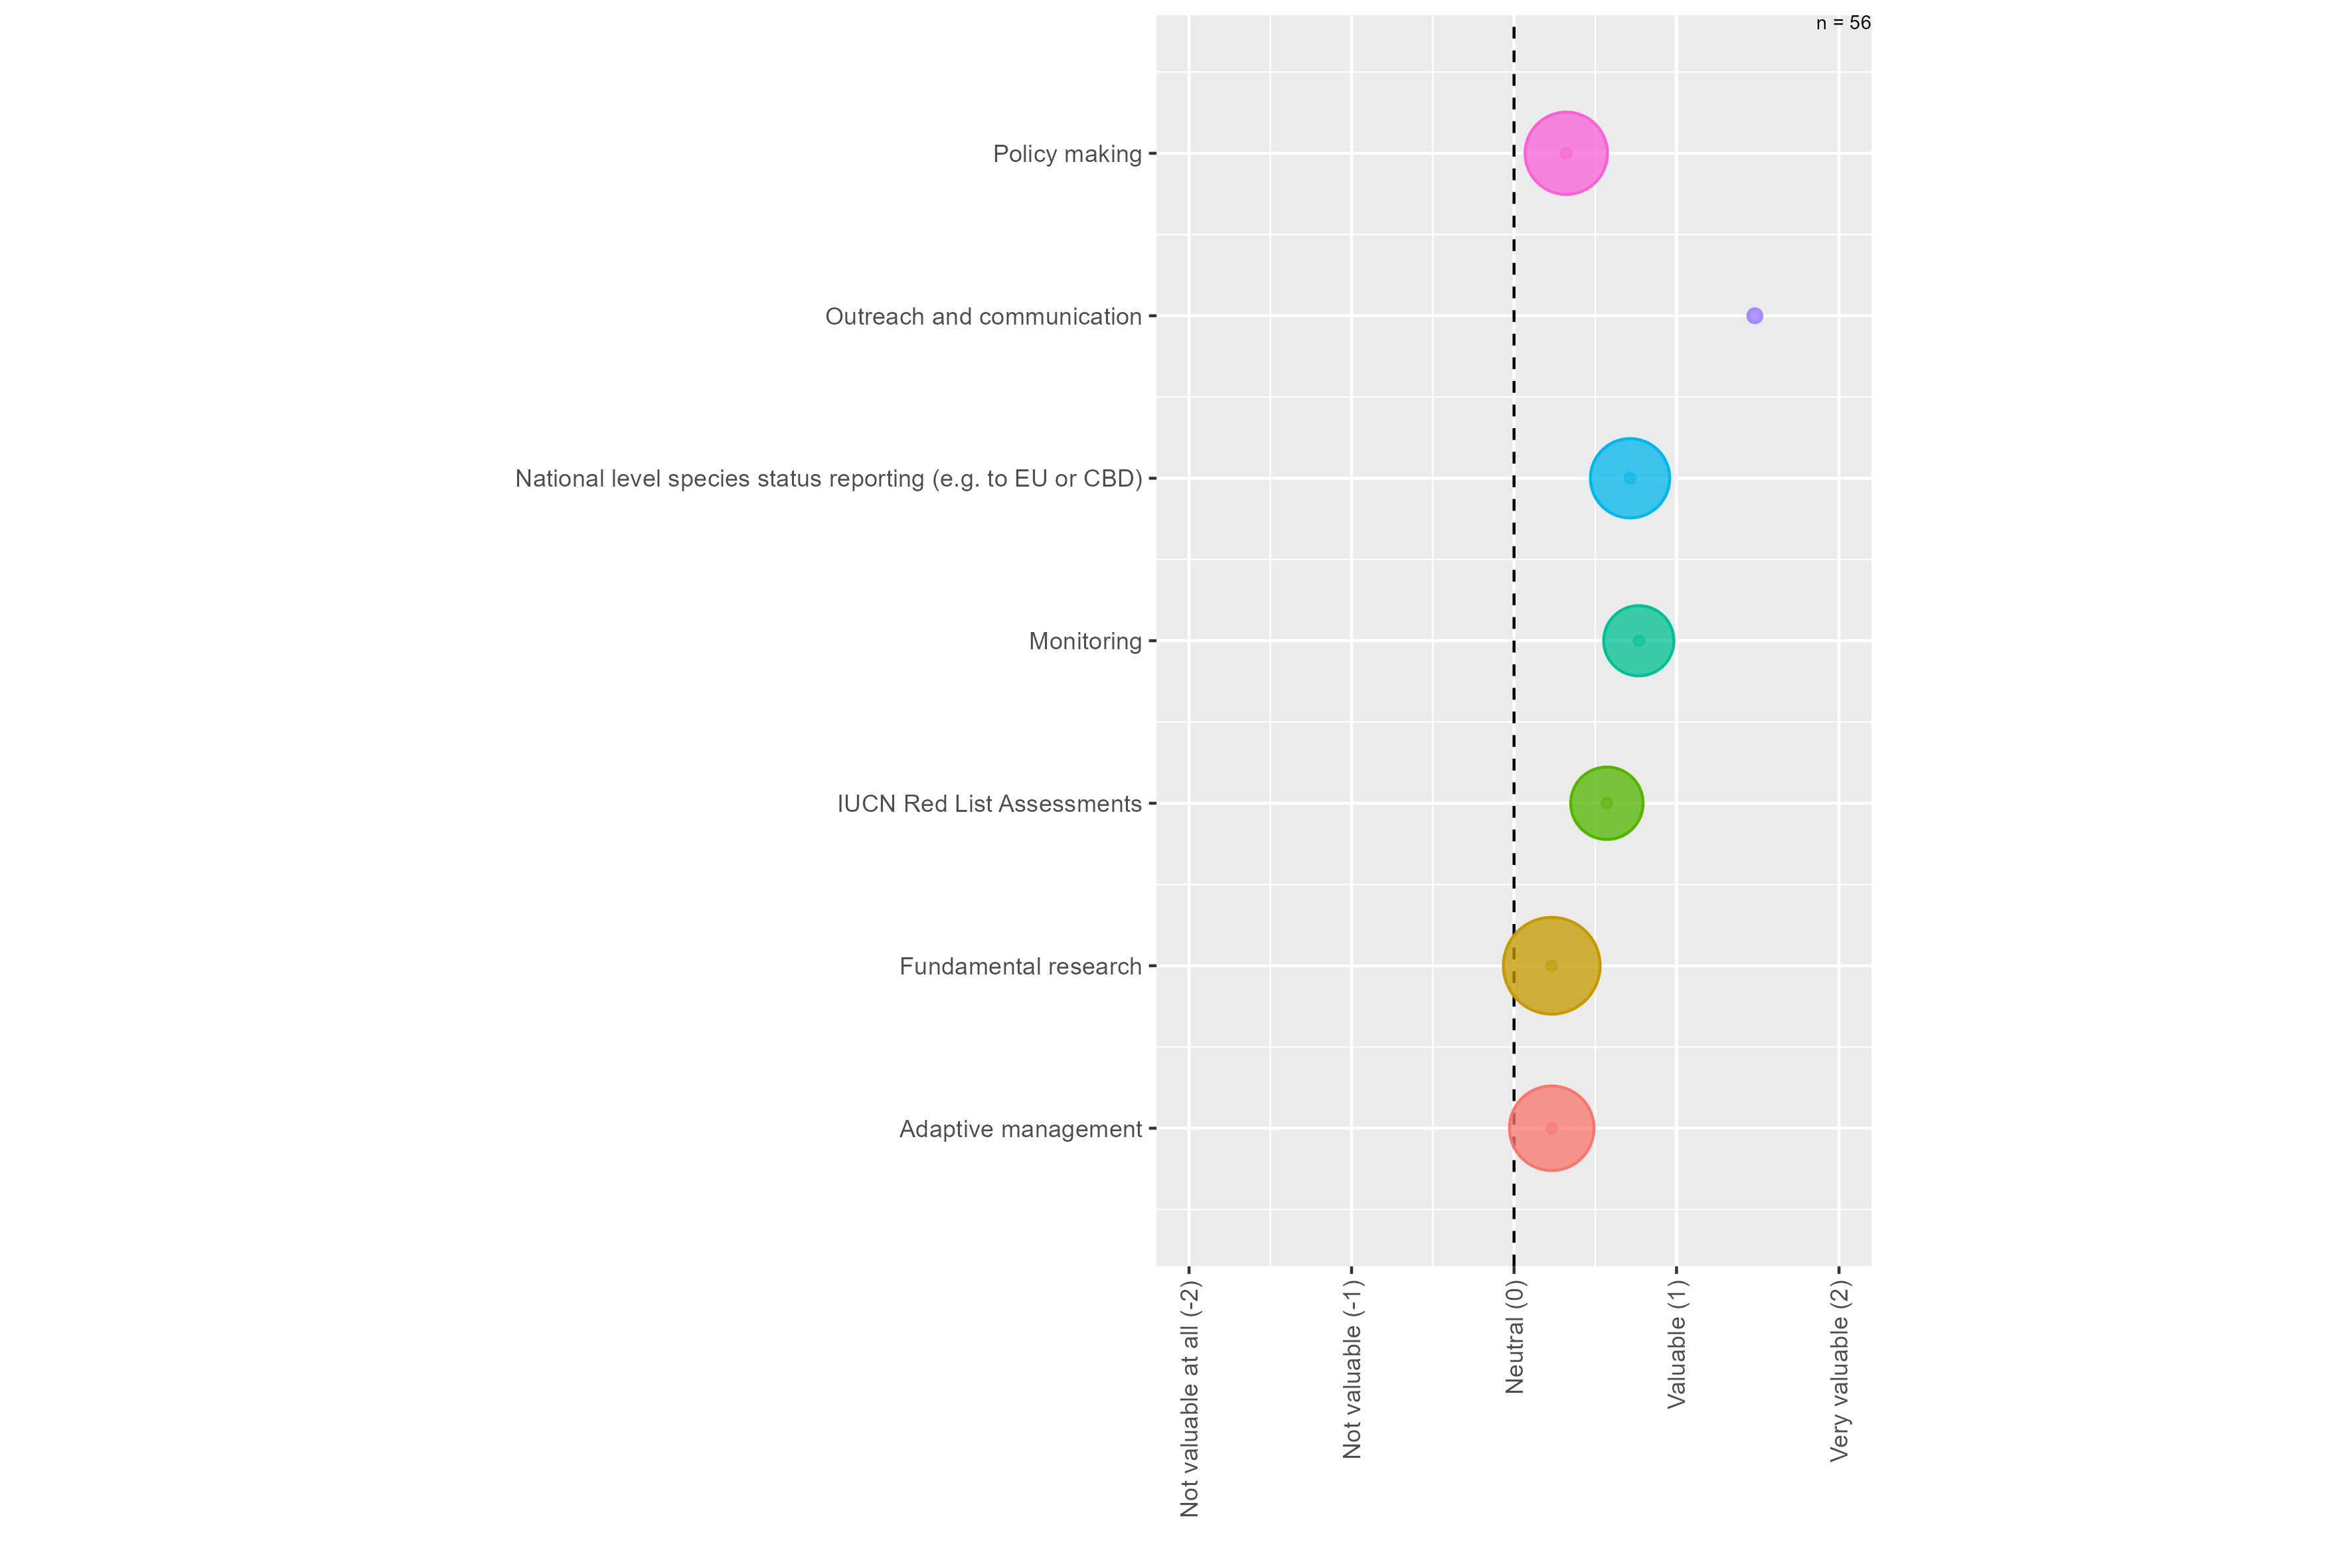 n = 56
Policy making
Outreach and communication
National level species status reporting (e.g. to EU or CBD)
Monitoring
IUCN Red List Assessments
Fundamental research
Adaptive management
Not valuable at all (-2)
Not valuable (-1)
Neutral (0)
Valuable (1)
Very valuable (2)